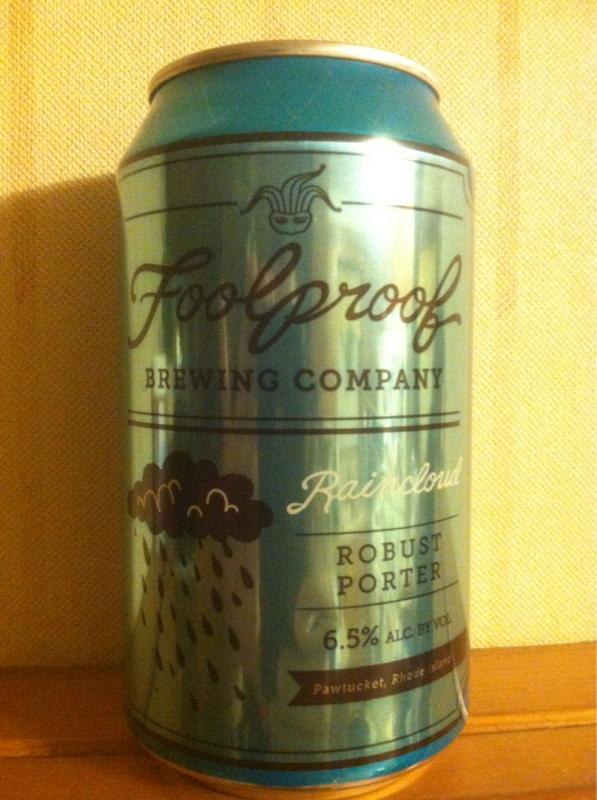 Foolproof
BREWING COMPANY
Raincloud
ROBUST
PORTER
6.5% ALC. BY VOL
Pawtucket, Rhode Island